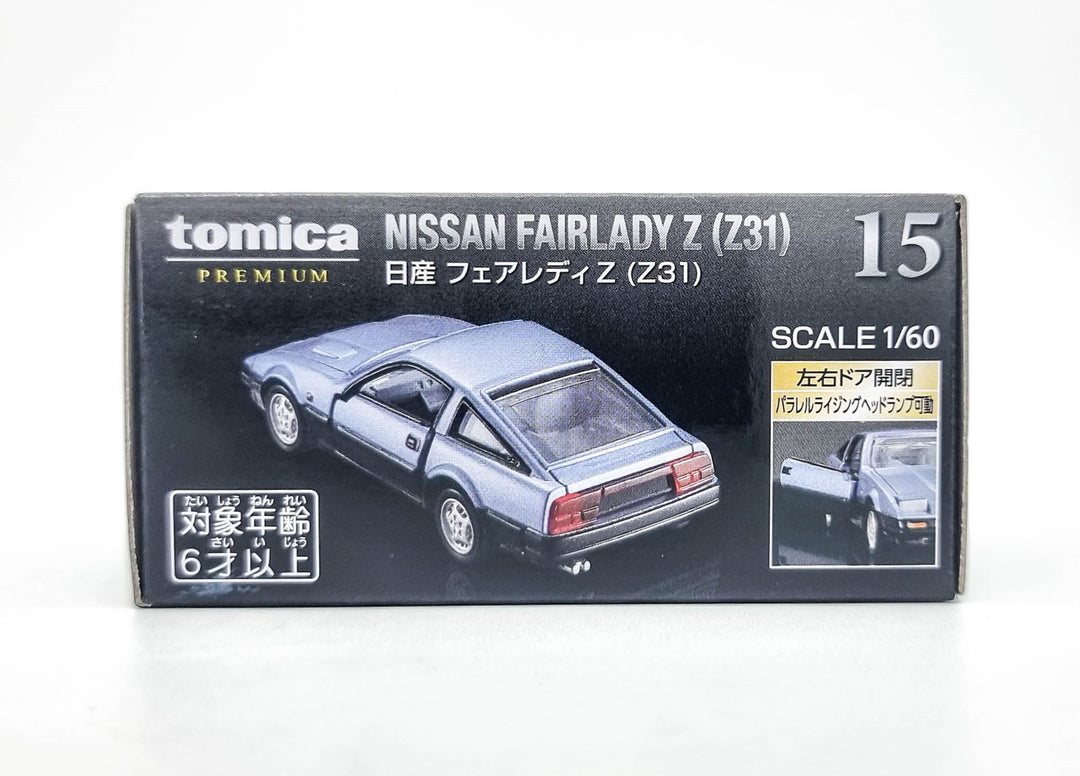 tomica
PREMIUM
NISSAN FAIRLADY Z (Z31)
日産 フェアレディZ (Z31)
15
SCALE 1/60
左右ドア開閉
パラレルライジングヘッドランプ可動
たい しょう ねん れい
対象年齢
さい い じょう
6才以上